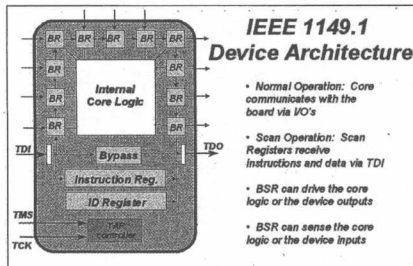 IEEE 1149.1
Device Architecture
BR BR BR BR BR
BR BR
BR BR
BR BR
Internal
Core Logic
TDI
TDO
Bypass
Instruction Reg.
ID Register
TMS
TCK
TAP
controller
• Normal Operation: Core
communicates with the
board via I/O's
• Scan Operation: Scan
Registers receive
instructions and data via TDI
• BSR can drive the core
logic or the device outputs
• BSR can sense the core
logic or the device inputs